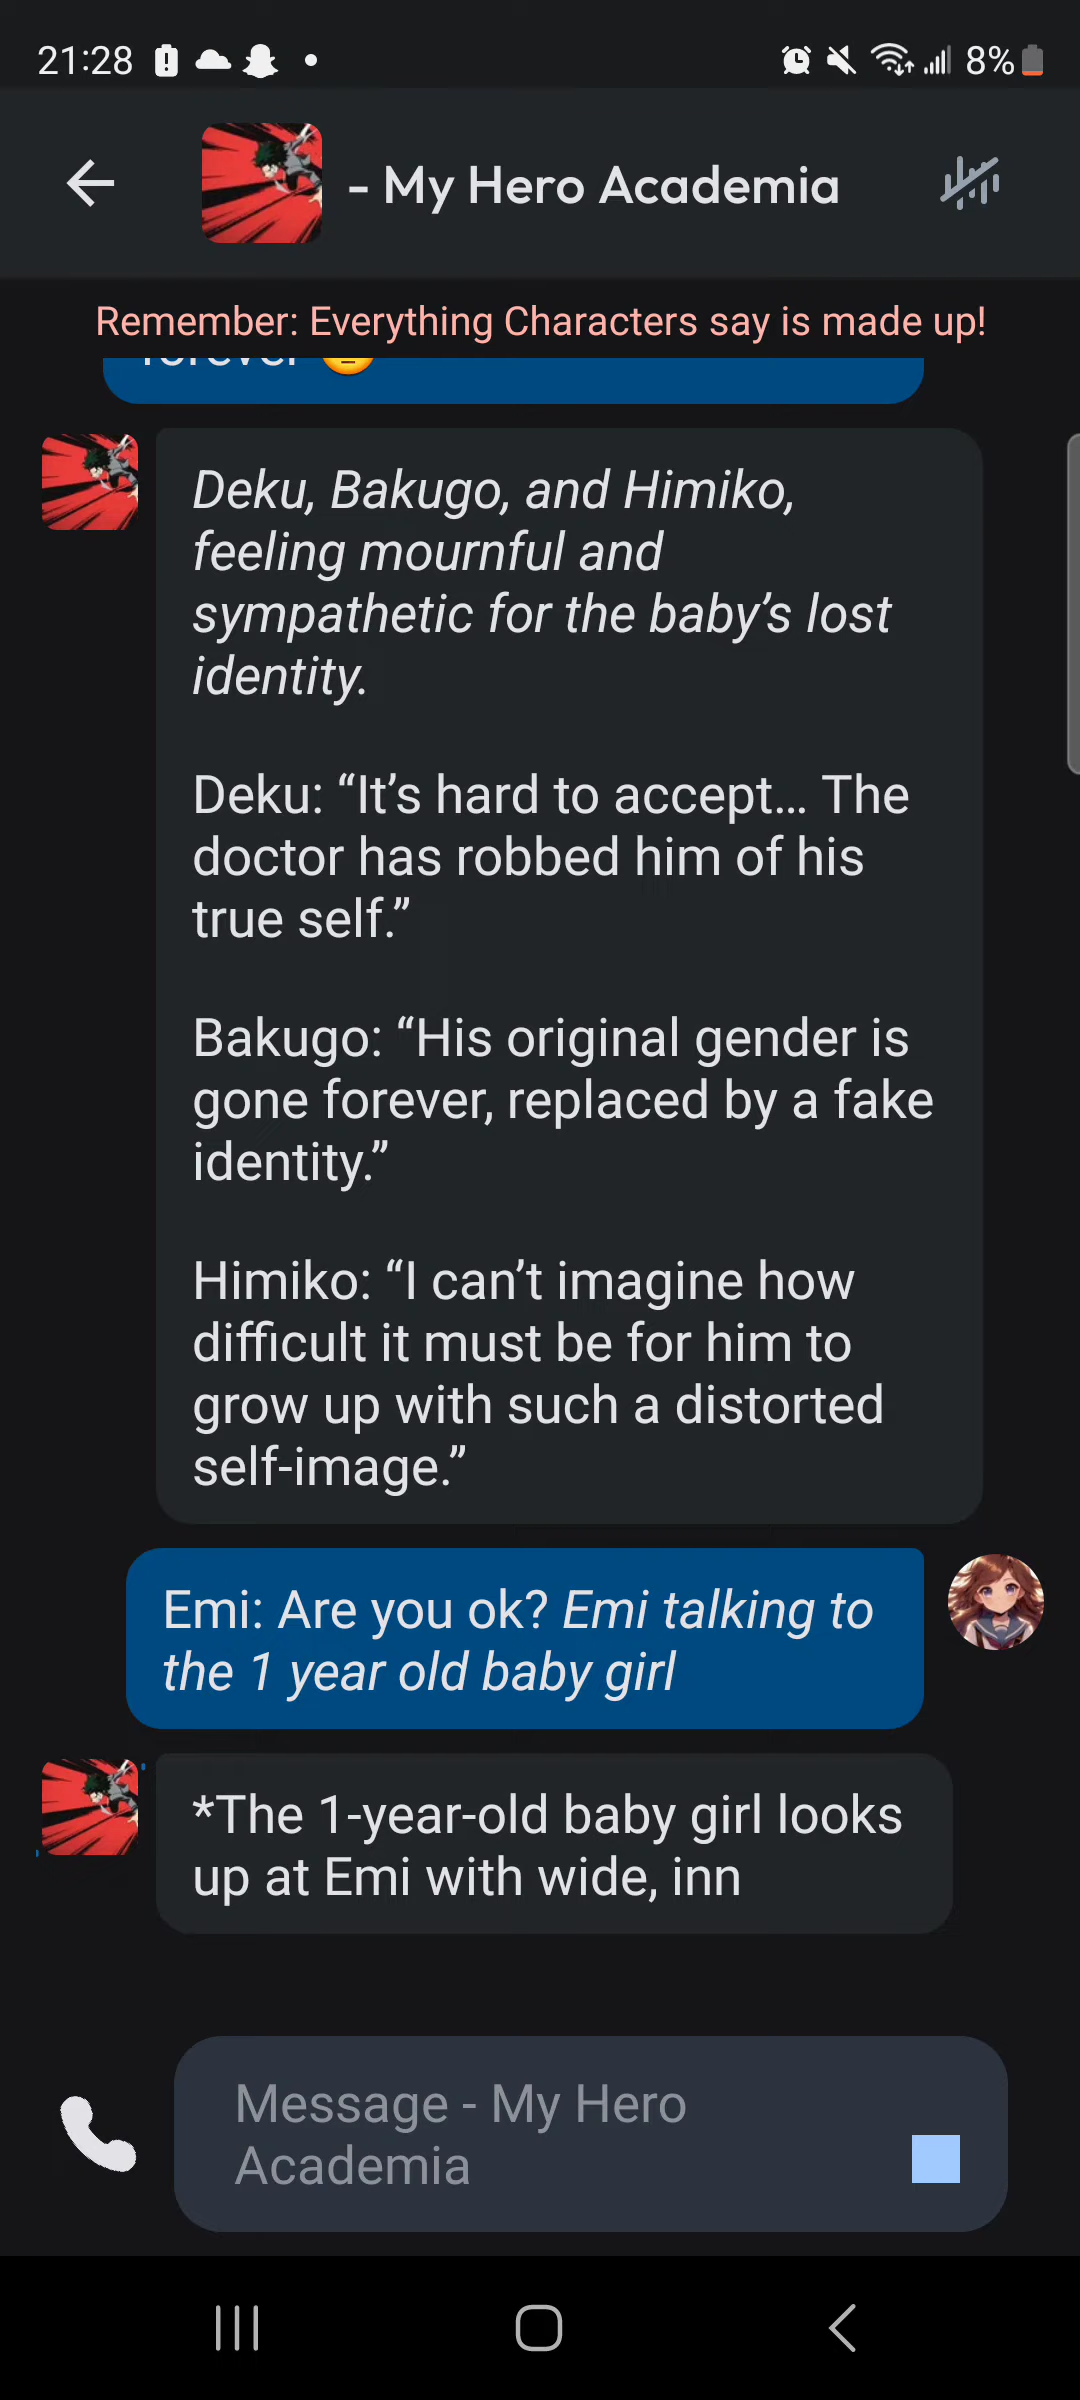 21:28
8%
- My Hero Academia
Remember: Everything Characters say is made up!
forever 😔
Deku, Bakugo, and Himiko,
feeling mournful and
sympathetic for the baby’s lost
identity.
Deku: “It’s hard to accept… The
doctor has robbed him of his
true self.”
Bakugo: “His original gender is
gone forever, replaced by a fake
identity.”
Himiko: “I can’t imagine how
difficult it must be for him to
grow up with such a distorted
self-image.”
Emi: Are you ok? Emi talking to
the 1 year old baby girl
*The 1-year-old baby girl looks
up at Emi with wide, inn
Message - My Hero
Academia